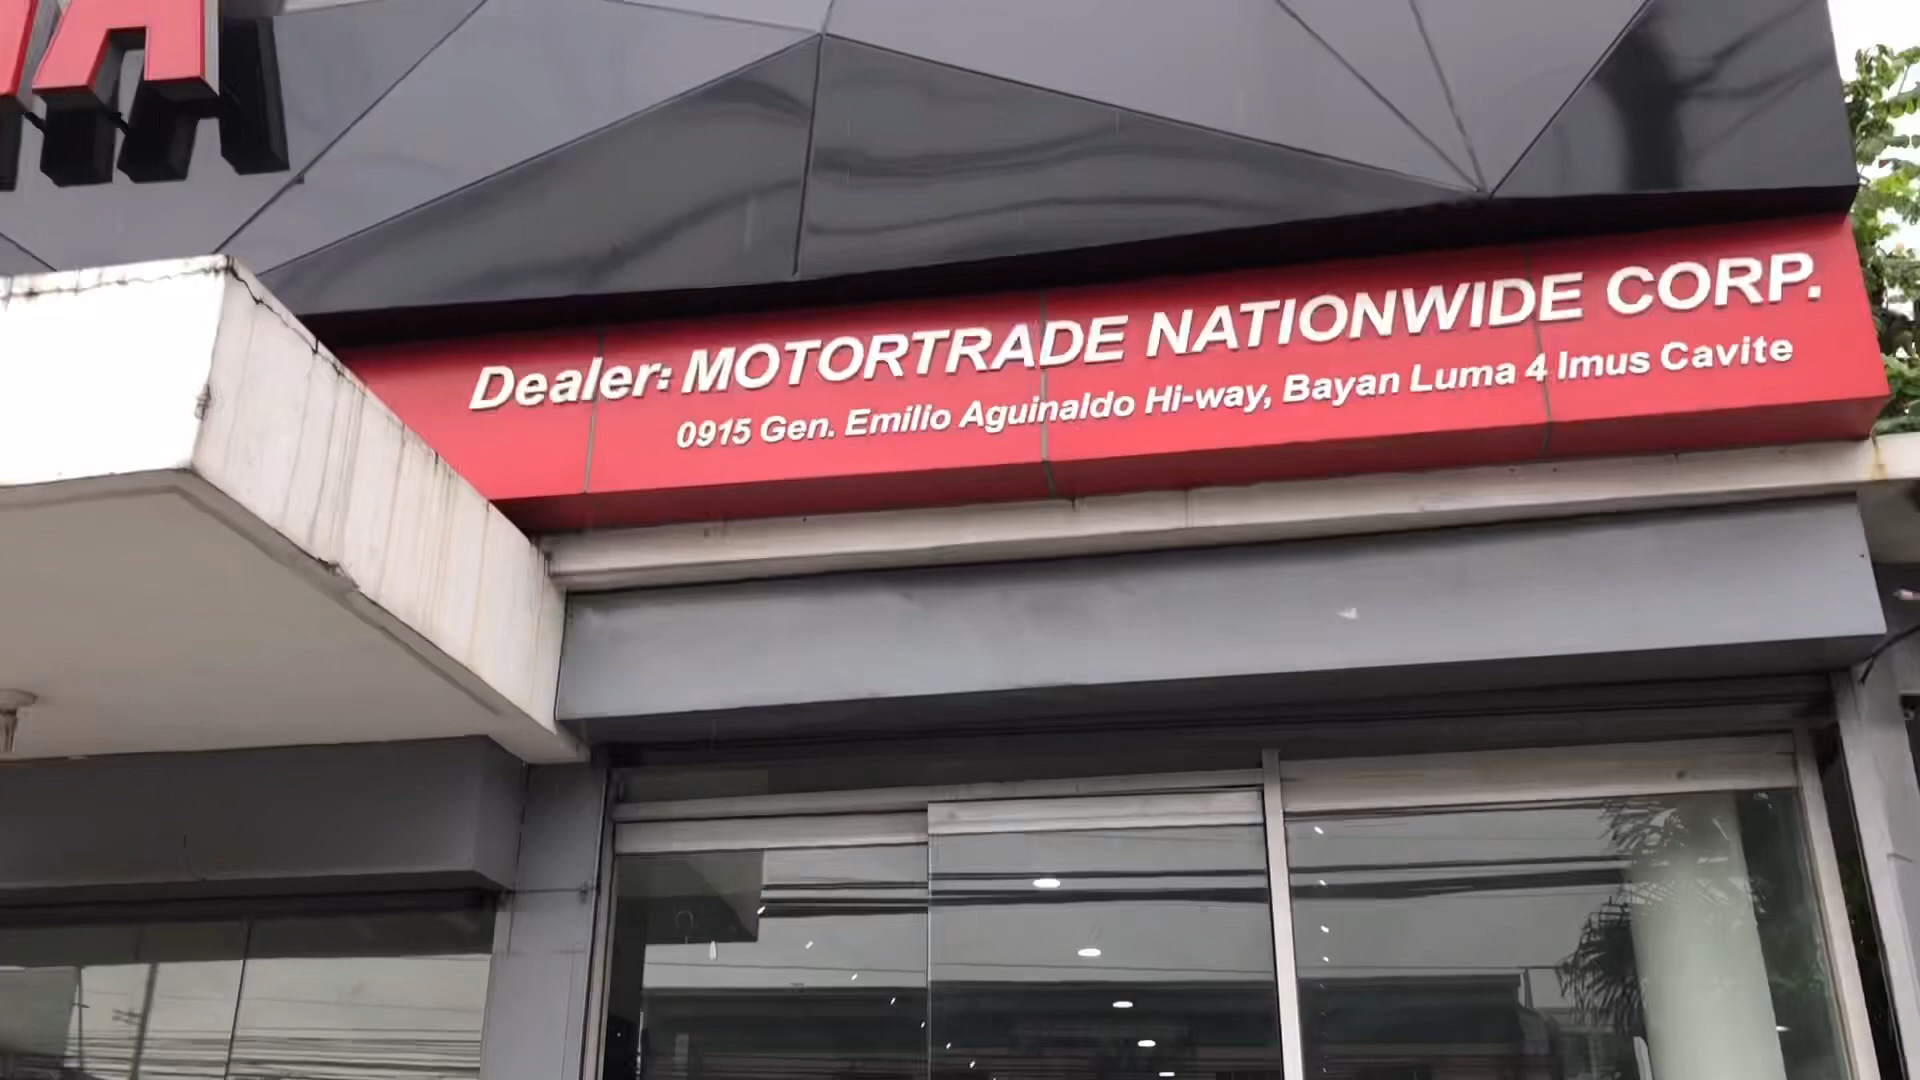 Dealer: MOTORTRADE NATIONWIDE CORP.
0915 Gen. Emilio Aguinaldo Hi-way, Bayan Luma 4 Imus Cavite